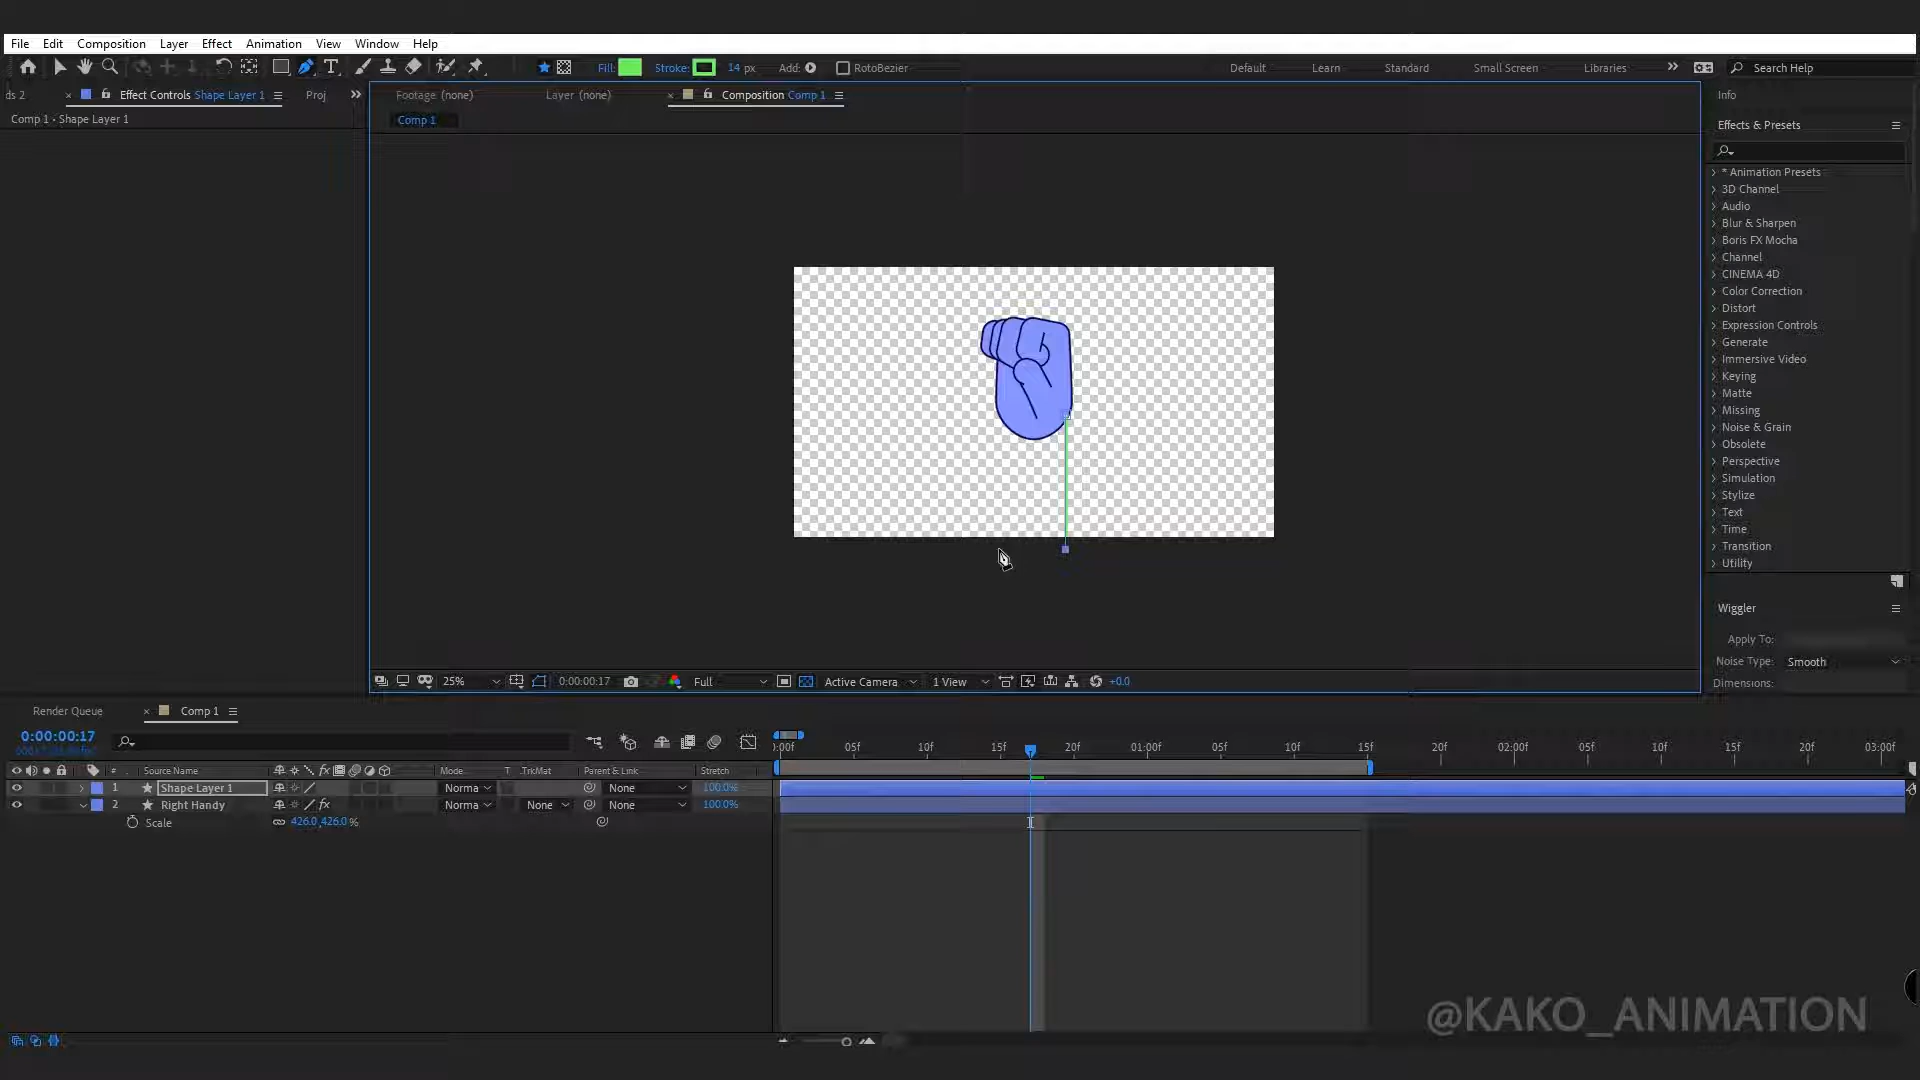 File Edit Composition Layer Effect Animation View Window Help
Fill: Stroke: 14 px Add: RotoBezier Default Learn Standard Small Screen Libraries Search Help
ds 2 Effect Controls Shape Layer 1 Proj Footage (none) Layer (none) Composition Comp 1 Info
Comp 1 • Shape Layer 1
Comp 1
Effects & Presets
* Animation Presets
3D Channel
Audio
Blur & Sharpen
Boris FX Mocha
Channel
CINEMA 4D
Color Correction
Distort
Expression Controls
Generate
Immersive Video
Keying
Matte
Missing
Noise & Grain
Obsolete
Perspective
Simulation
Stylize
Text
Time
Transition
Utility
Wiggler
Apply To:
Noise Type: Smooth
Dimensions:
25% 0:00:00:17 Full Active Camera 1 View +0.0
Render Queue Comp 1
0:00:00:17
):00f 05f 10f 15f 20f 01:00f 05f 10f 15f 20f 02:00f 05f 10f 15f 20f 03:00f
# Source Name Mode T TrkMat Parent & Link Stretch
1 Shape Layer 1 Norma None 100.0%
2 Right Handy Norma None None 100.0%
Scale 426.0,426.0 %
@KAKO_ANIMATION